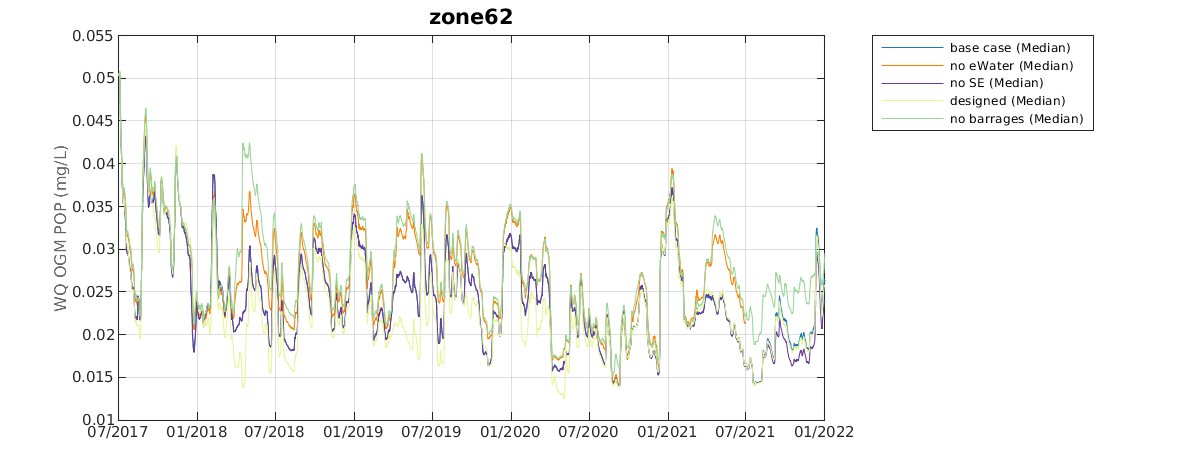 zone62
WQ OGM POP (mg/L)
0.055
0.05
0.045
0.04
0.035
0.03
0.025
0.02
0.015
0.01
07/2017
01/2018
07/2018
01/2019
07/2019
01/2020
07/2020
01/2021
07/2021
01/2022
base case (Median)
no eWater (Median)
no SE (Median)
designed (Median)
no barrages (Median)